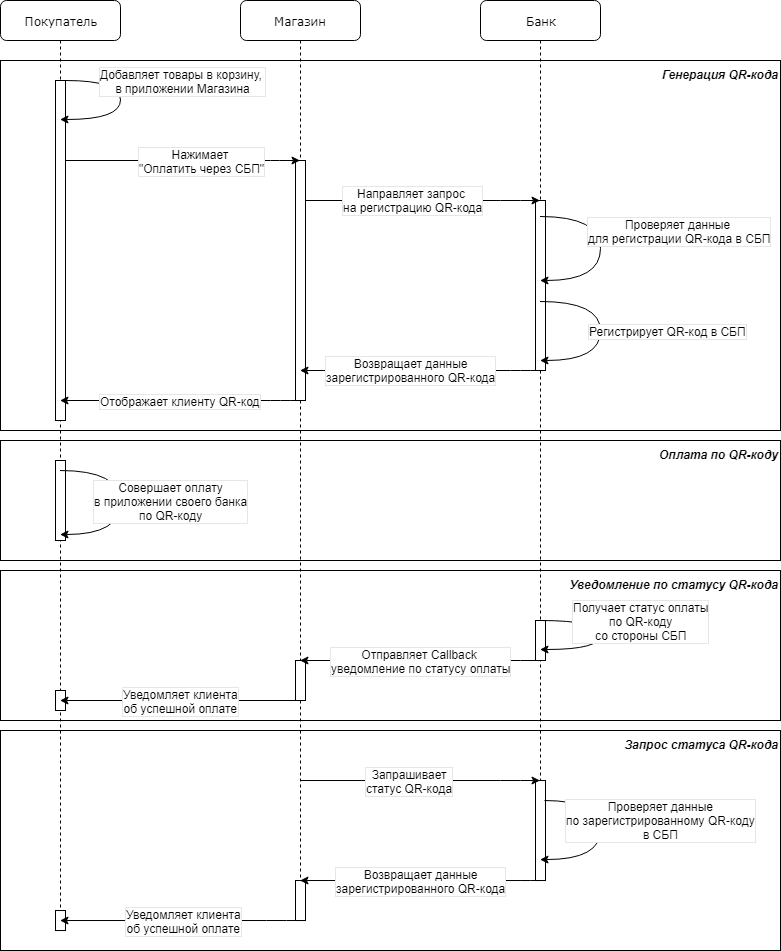 Покупатель
Магазин
Банк
Генерация QR-кода
Добавляет товары в корзину,
в приложении Магазина
Нажимает
"Оплатить через СБП"
Направляет запрос
на регистрацию QR-кода
Проверяет данные
для регистрации QR-кода в СБП
Регистрирует QR-код в СБП
Возвращает данные
зарегистрированного QR-кода
Отображает клиенту QR-код
Оплата по QR-коду
Совершает оплату
в приложении своего банка
по QR-коду
Уведомление по статусу QR-кода
Получает статус оплаты
по QR-коду
со стороны СБП
Отправляет Callback
уведомление по статусу оплаты
Уведомляет клиента
об успешной оплате
Запрос статуса QR-кода
Запрашивает
статус QR-кода
Проверяет данные
по зарегистрированному QR-коду
в СБП
Возвращает данные
зарегистрированного QR-кода
Уведомляет клиента
об успешной оплате